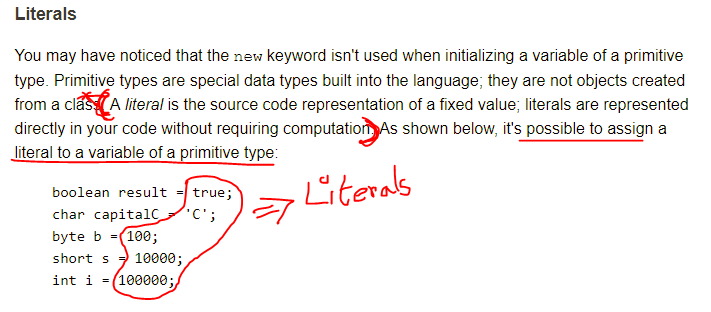 Literals
You may have noticed that the new keyword isn't used when initializing a variable of a primitive
type. Primitive types are special data types built into the language; they are not objects created
from a class. A literal is the source code representation of a fixed value; literals are represented
directly in your code without requiring computation. As shown below, it's possible to assign a
literal to a variable of a primitive type:
boolean result = true;
char capitalC = 'C';
byte b = 100;
short s = 10000;
int i = 100000;
⇒ Literals